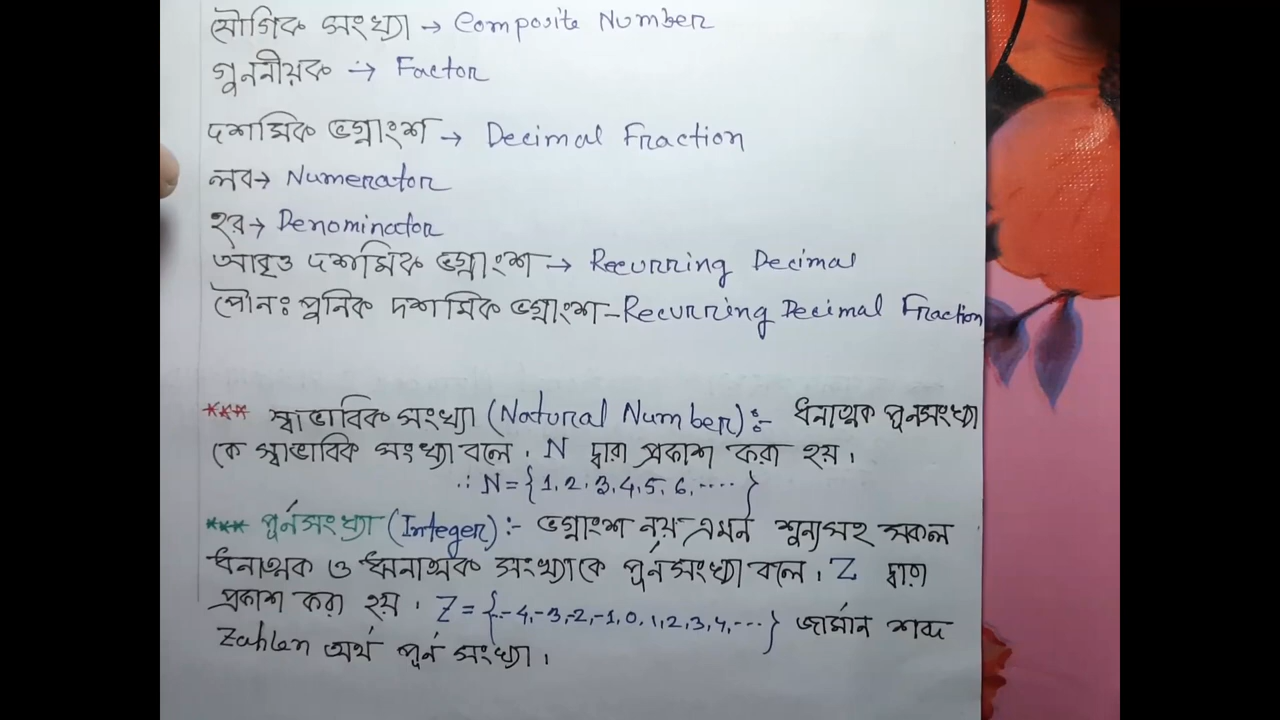 যৌগিক সংখ্যা → Composite Number
গুননীয়ক → Factor
দশমিক ভগ্নাংশ → Decimal Fraction
লব → Numerator
হর → Denominator
আবৃত দশমিক ভগ্নাংশ → Recurring Decimal
পৌনঃপুনিক দশমিক ভগ্নাংশ - Recurring Decimal Fraction
*** স্বাভাবিক সংখ্যা (Natural Number) :- ধনাত্মক পূনসংখ্যা
কে স্বাভাবিক সংখ্যা বলে। N দ্বারা প্রকাশ করা হয়।
∴ N = {1, 2, 3, 4, 5, 6, .... }
*** পূর্নসংখ্যা (Integer) :- ভগ্নাংশ নয় এমন শূন্যসহ সকল
ধনাত্মক ও ঋনাত্মক সংখ্যাকে পূর্নসংখ্যা বলে। Z দ্বারা
প্রকাশ করা হয়। Z = {..-4,-3,-2,-1,0,1,2,3,4,...} জার্মান শব্দ
Zahlen অর্থ পূর্ন সংখ্যা।